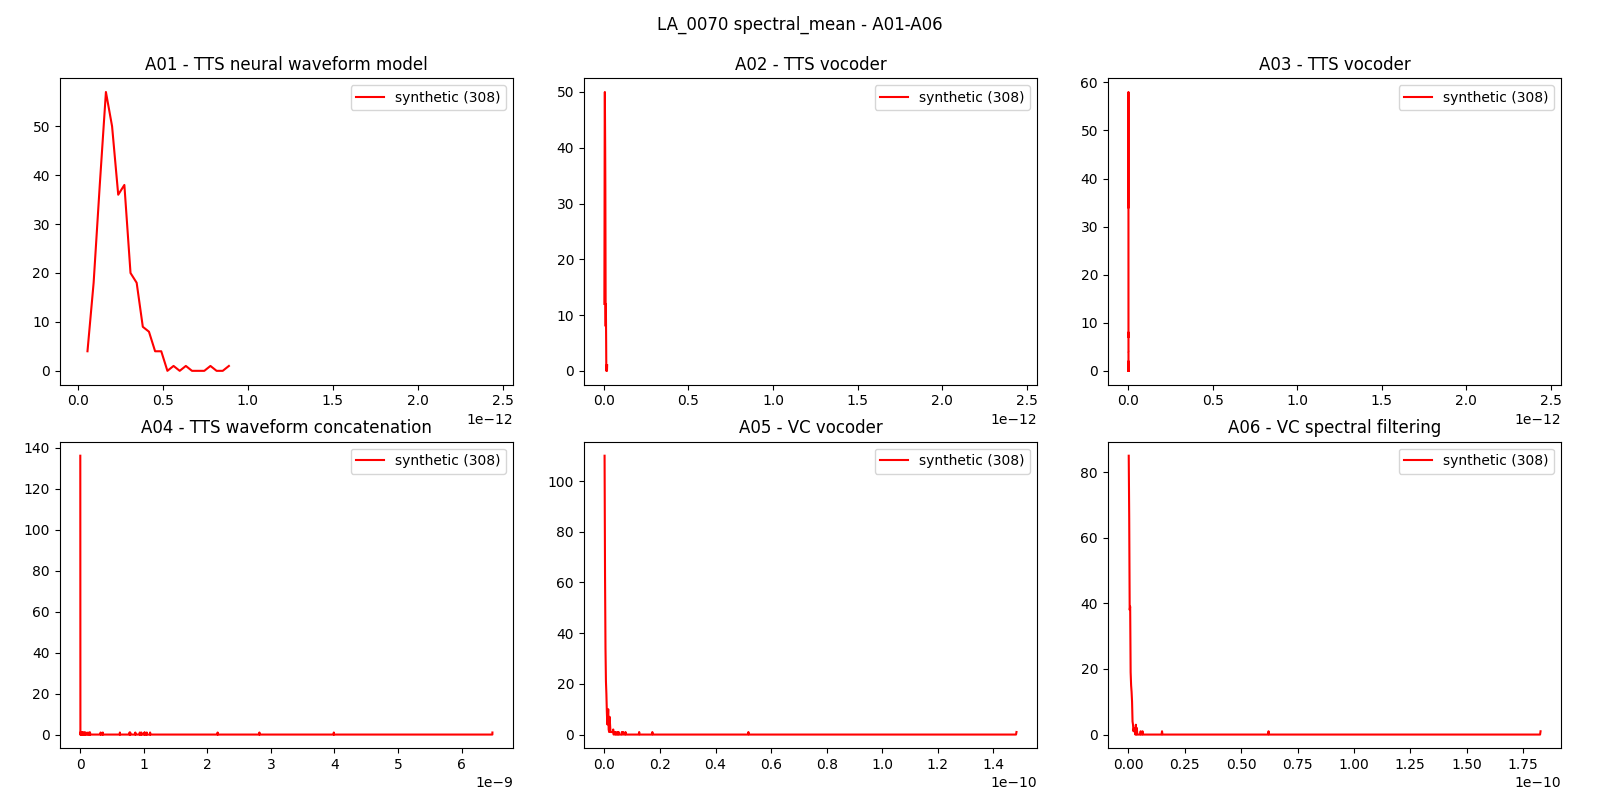 LA_0070 spectral_mean - A01-A06
A01 - TTS neural waveform model
synthetic (308)
50
40
30
20
10
0
0.0 0.5 1.0 1.5 2.0 2.5
1e−12
A02 - TTS vocoder
synthetic (308)
50
40
30
20
10
0
0.0 0.5 1.0 1.5 2.0 2.5
1e−12
A03 - TTS vocoder
synthetic (308)
60
50
40
30
20
10
0
0.0 0.5 1.0 1.5 2.0 2.5
1e−12
A04 - TTS waveform concatenation
synthetic (308)
140
120
100
80
60
40
20
0
0 1 2 3 4 5 6
1e−9
A05 - VC vocoder
synthetic (308)
100
80
60
40
20
0
0.0 0.2 0.4 0.6 0.8 1.0 1.2 1.4
1e−10
A06 - VC spectral filtering
synthetic (308)
80
60
40
20
0
0.00 0.25 0.50 0.75 1.00 1.25 1.50 1.75
1e−10